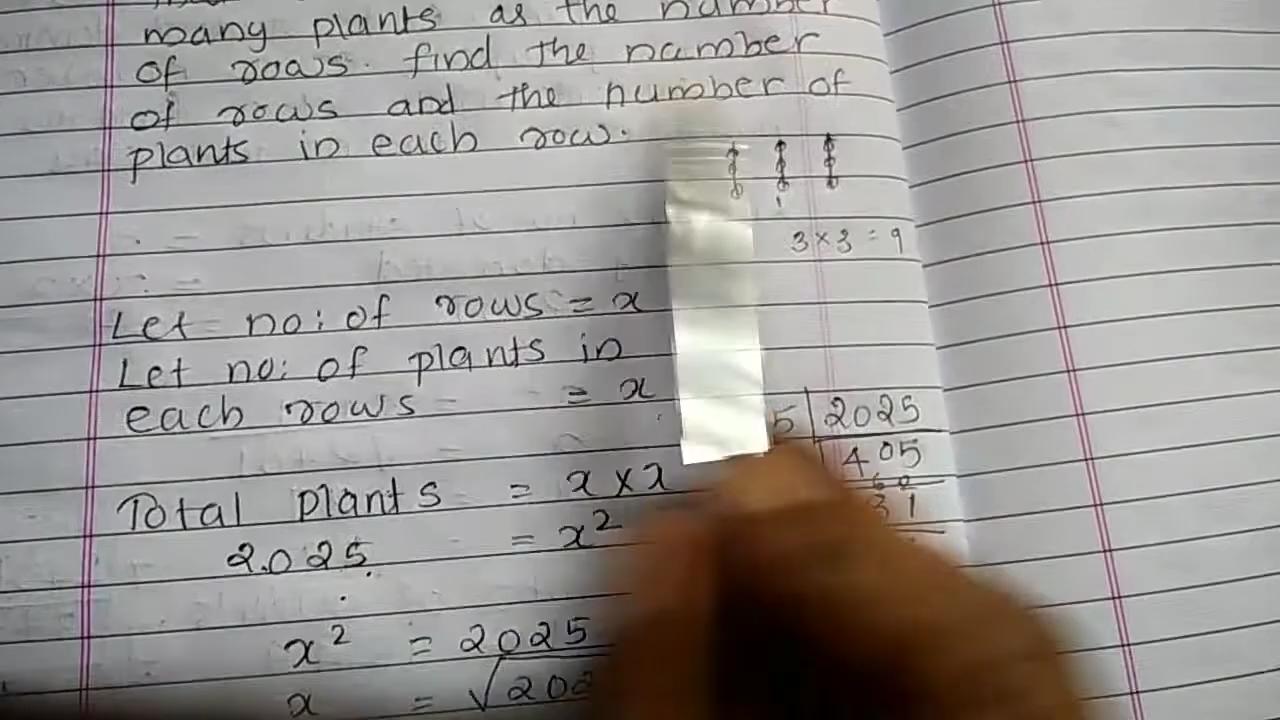 many plants as the number
of rows. find the number
of rows and the number of
plants in each row.
3 × 3 = 9
Let no: of rows = x
Let no: of plants in
each rows = x
5 2025
405
Total plants = x × x
2025 = x²
x² = 2025
x = √202